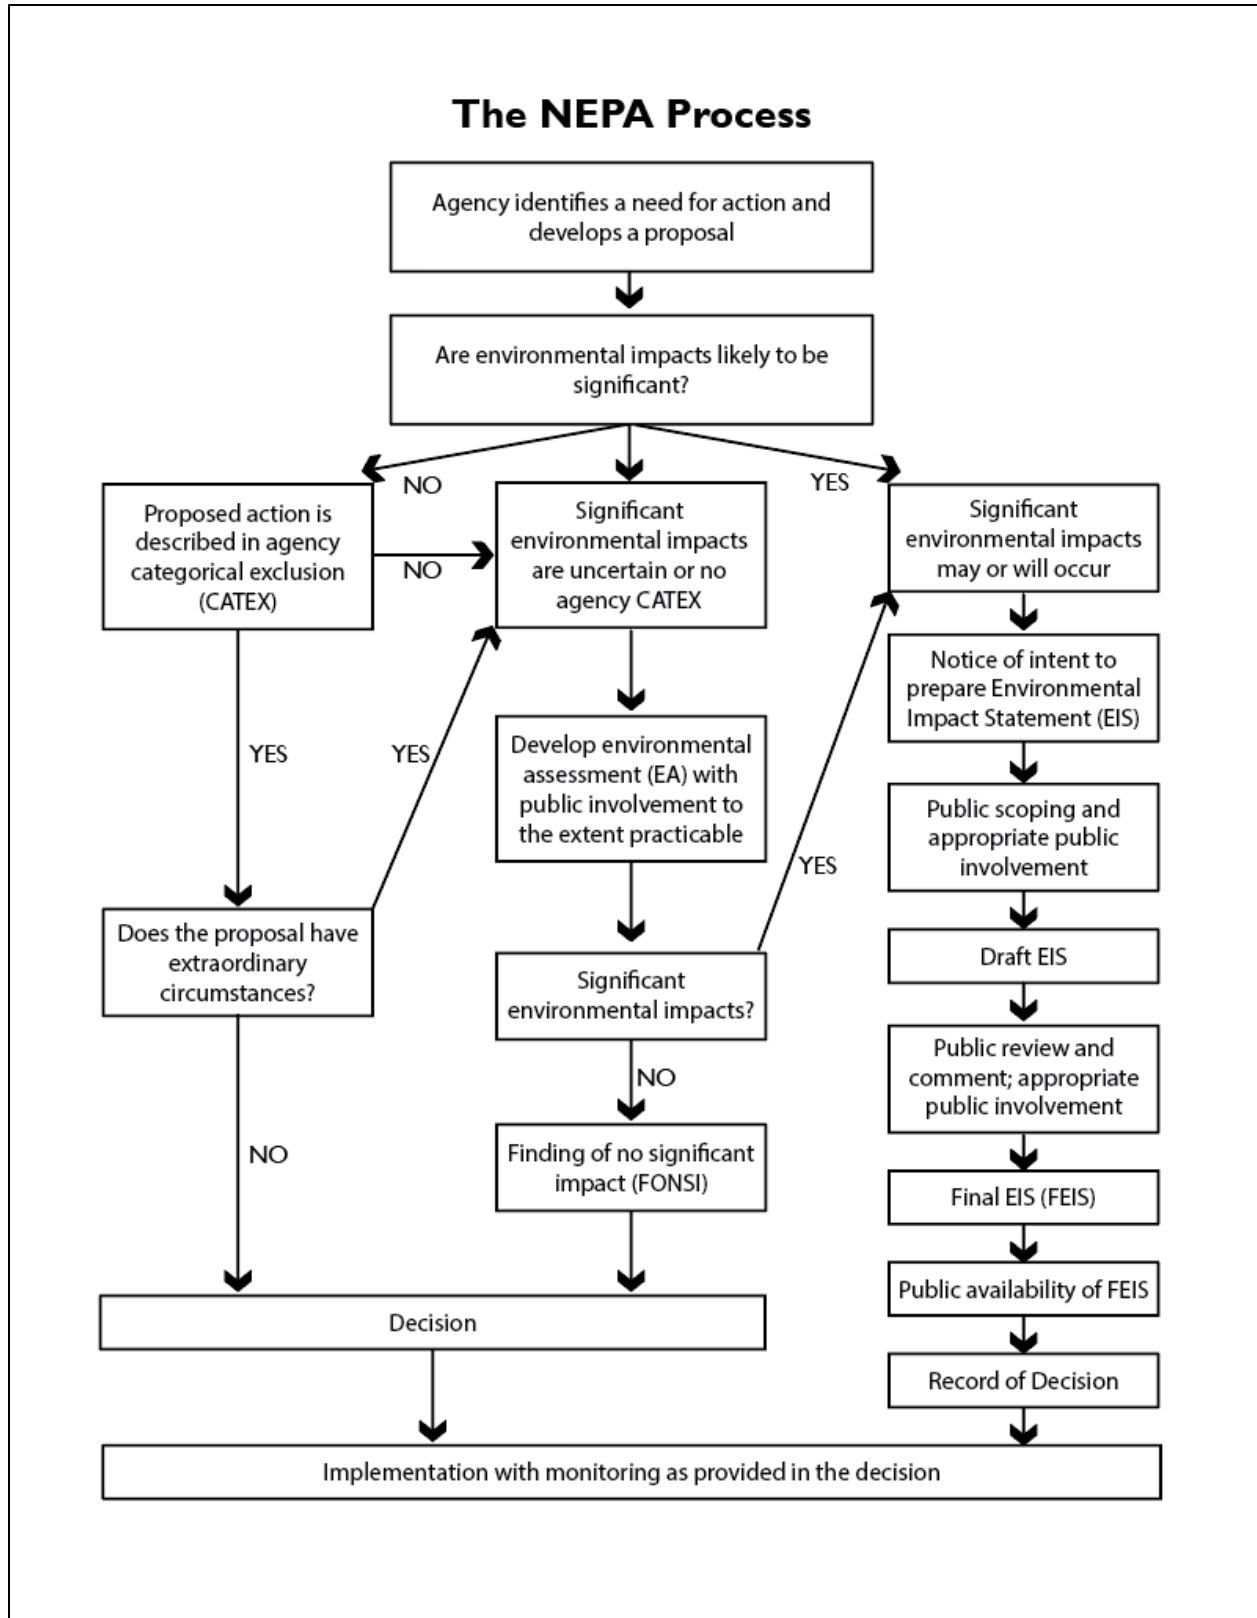 The NEPA Process
Agency identifies a need for action and
develops a proposal
Are environmental impacts likely to be
significant?
NO
YES
Proposed action is
described in agency
categorical exclusion
(CATEX)
NO
Significant
environmental impacts
are uncertain or no
agency CATEX
Significant
environmental impacts
may or will occur
YES
YES
Develop environmental
assessment (EA) with
public involvement to
the extent practicable
YES
Notice of intent to
prepare Environmental
Impact Statement (EIS)
Public scoping and
appropriate public
involvement
Does the proposal have
extraordinary
circumstances?
Significant
environmental impacts?
Draft EIS
NO
NO
Public review and
comment; appropriate
public involvement
Finding of no significant
impact (FONSI)
Final EIS (FEIS)
Public availability of FEIS
Decision
Record of Decision
Implementation with monitoring as provided in the decision